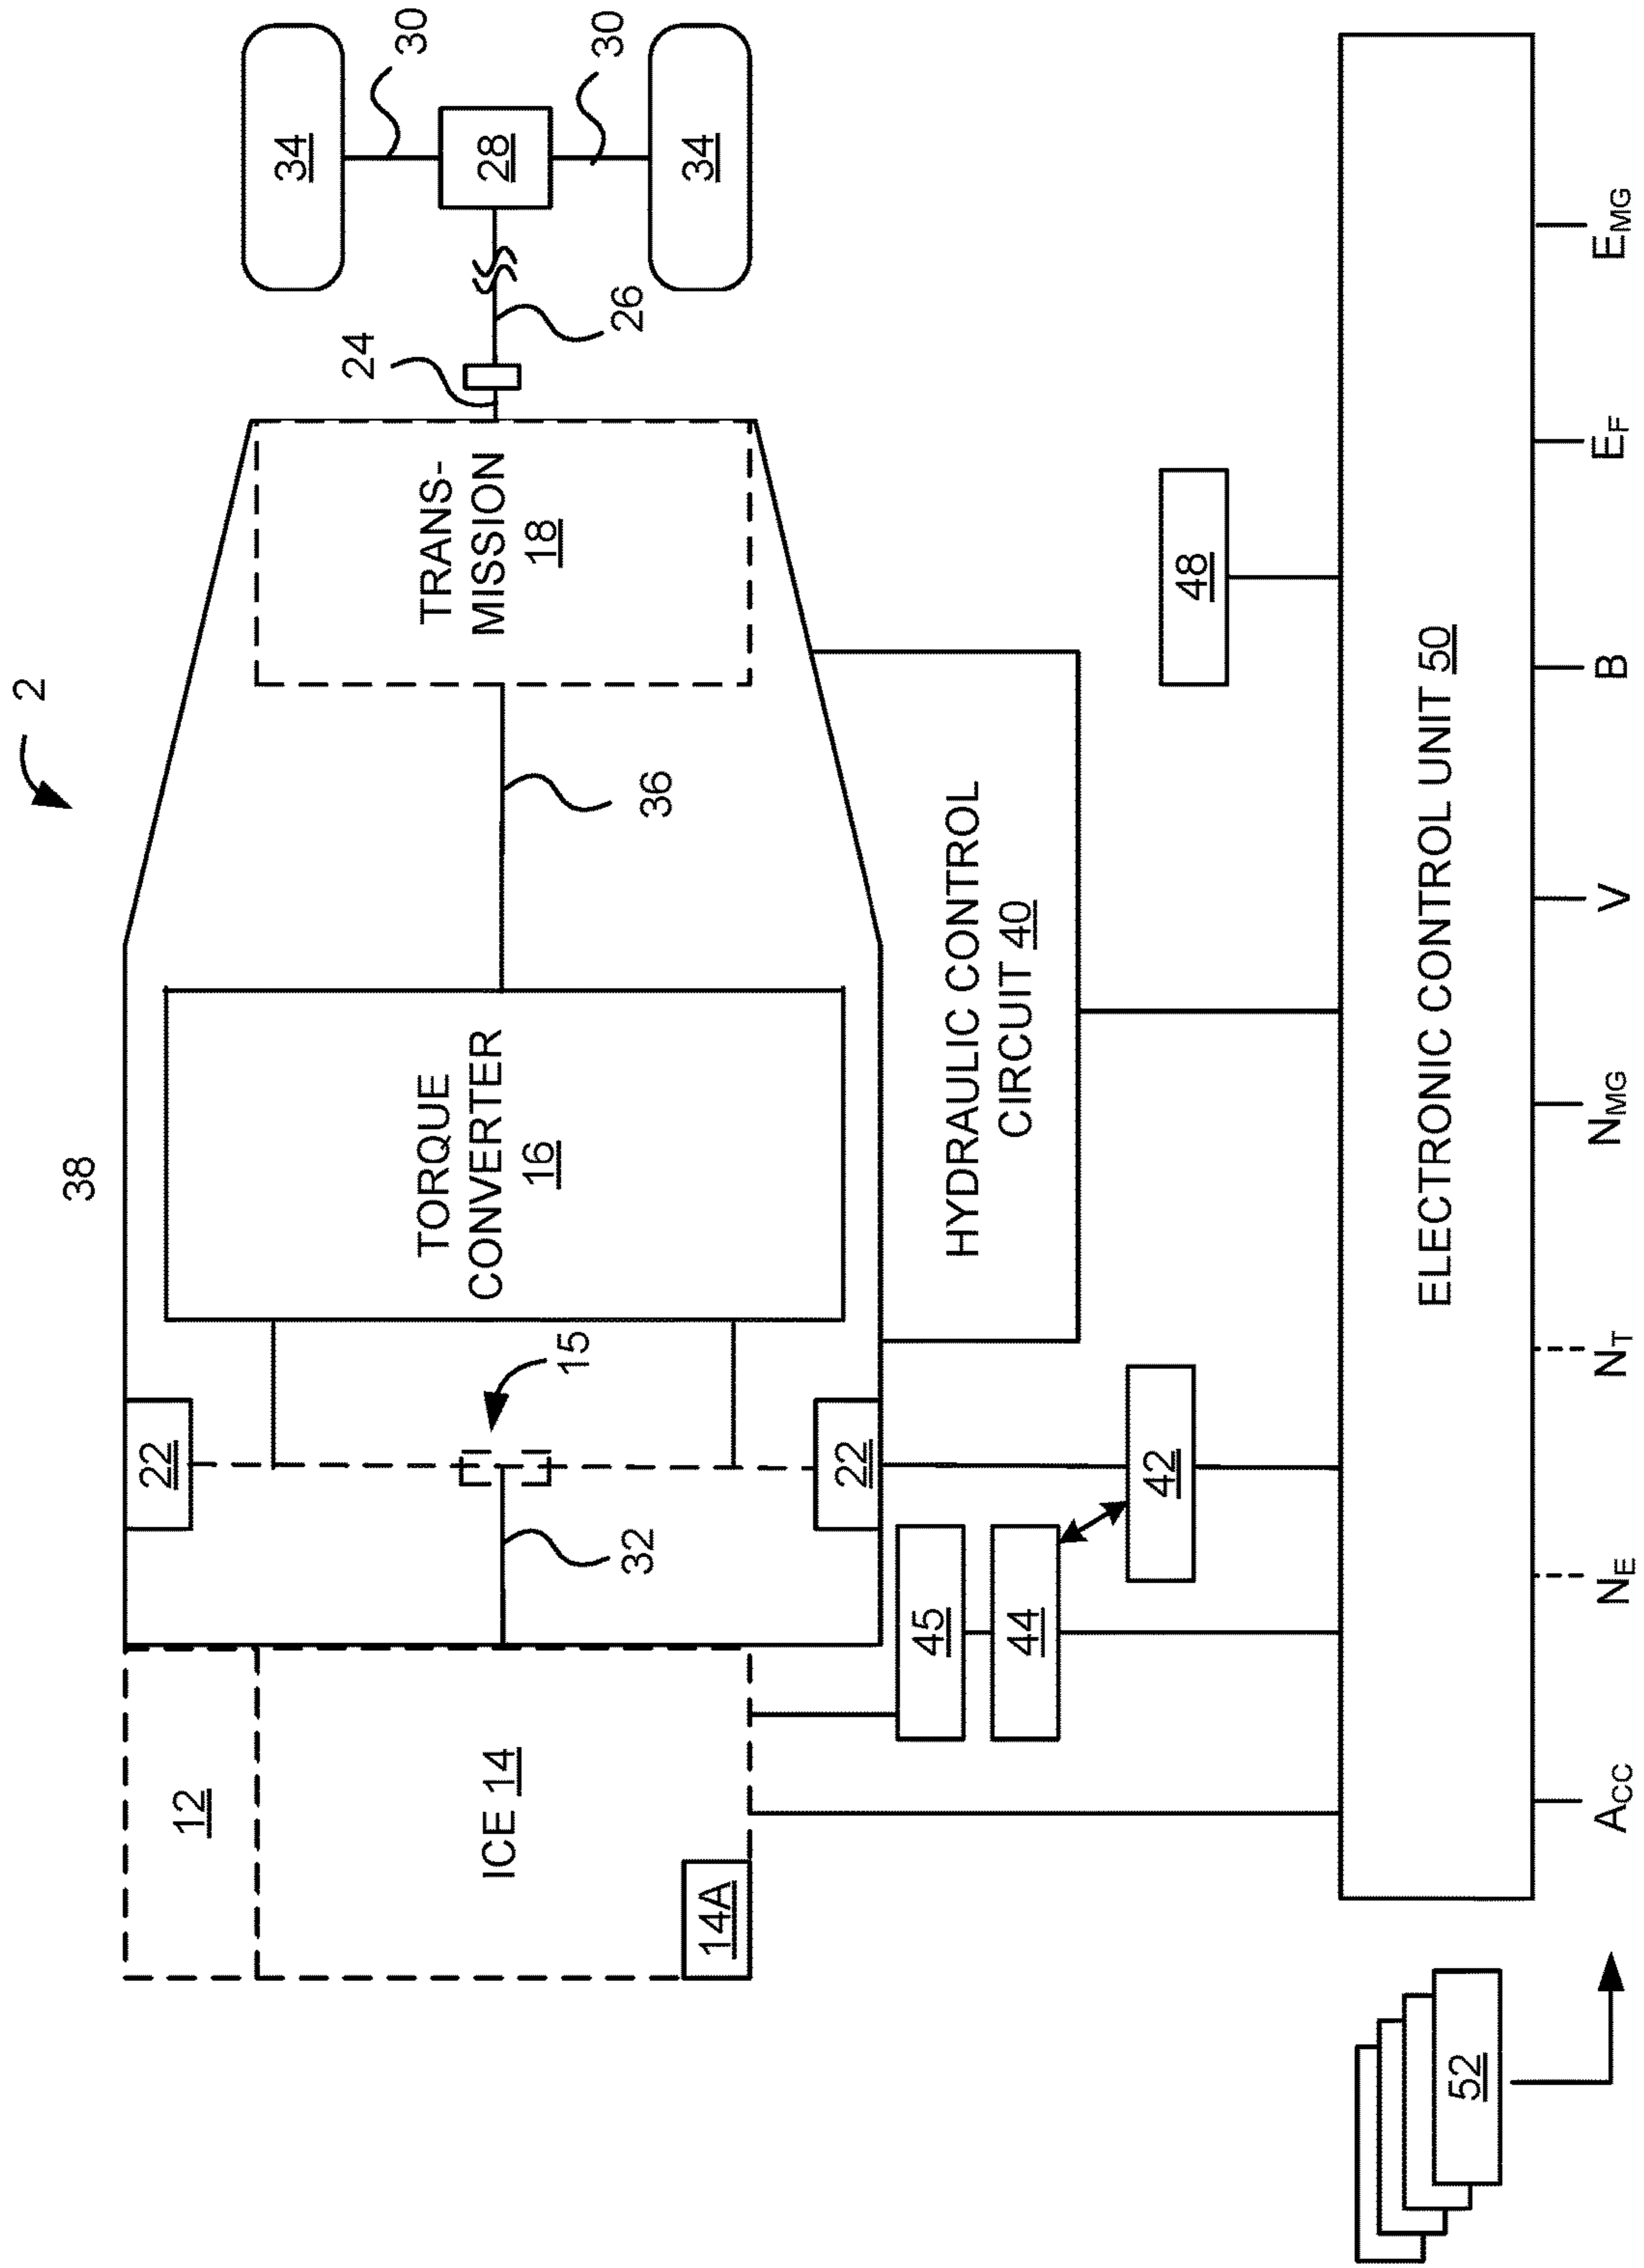 2
38
12
ICE 14
14A
22
22
15
32
TORQUE
CONVERTER
16
36
TRANS-
MISSION
18
24
26
28
30
30
34
34
HYDRAULIC CONTROL
CIRCUIT 40
45
44
42
48
ELECTRONIC CONTROL UNIT 50
52
ACC
NE
NT
NMG
V
B
EF
EMG